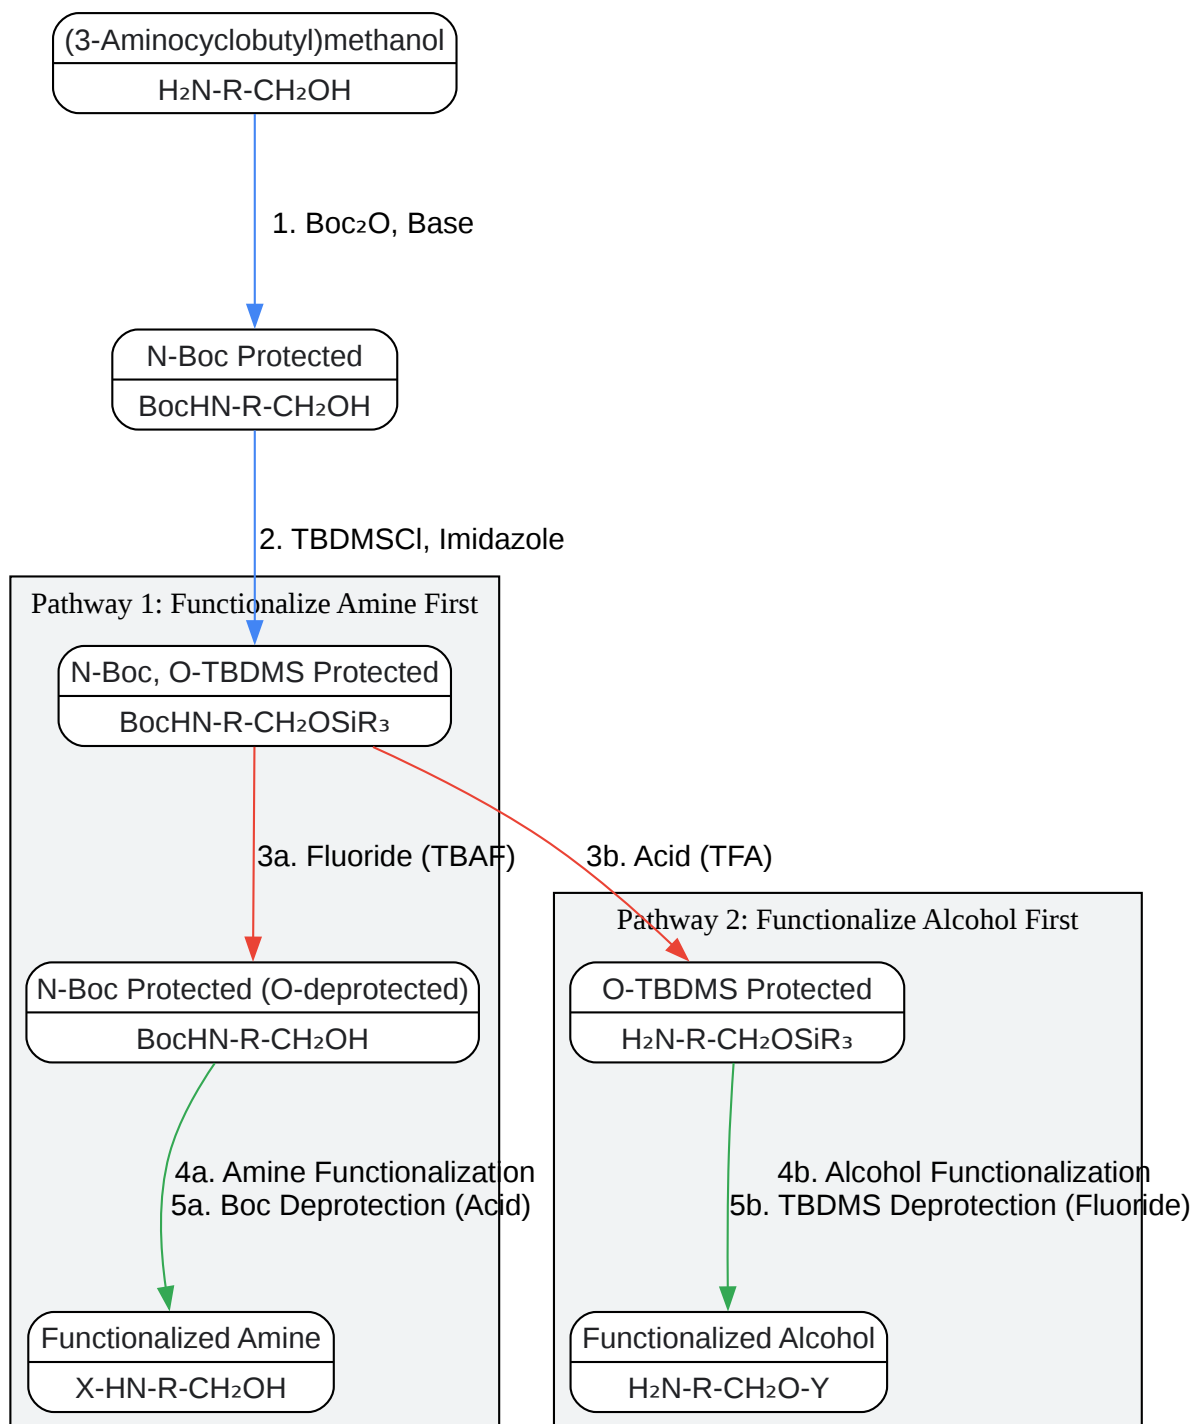 (3-Aminocyclobutyl)methanol
H₂N-R-CH₂OH
1. Boc₂O, Base
N-Boc Protected
BocHN-R-CH₂OH
2. TBDMSCl, Imidazole
Pathway 1: Functionalize Amine First
N-Boc, O-TBDMS Protected
BocHN-R-CH₂OSiR₃
3a. Fluoride (TBAF)
3b. Acid (TFA)
Pathway 2: Functionalize Alcohol First
N-Boc Protected (O-deprotected)
BocHN-R-CH₂OH
O-TBDMS Protected
H₂N-R-CH₂OSiR₃
4a. Amine Functionalization
5a. Boc Deprotection (Acid)
4b. Alcohol Functionalization
5b. TBDMS Deprotection (Fluoride)
Functionalized Amine
X-HN-R-CH₂OH
Functionalized Alcohol
H₂N-R-CH₂O-Y